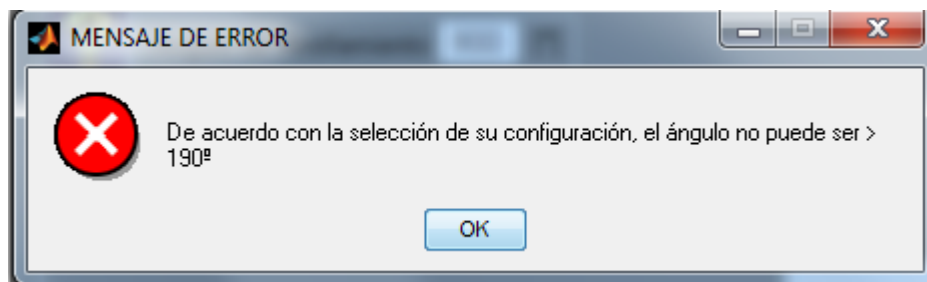 MENSAJE DE ERROR
De acuerdo con la selección de su configuración, el ángulo no puede ser >
190º
OK